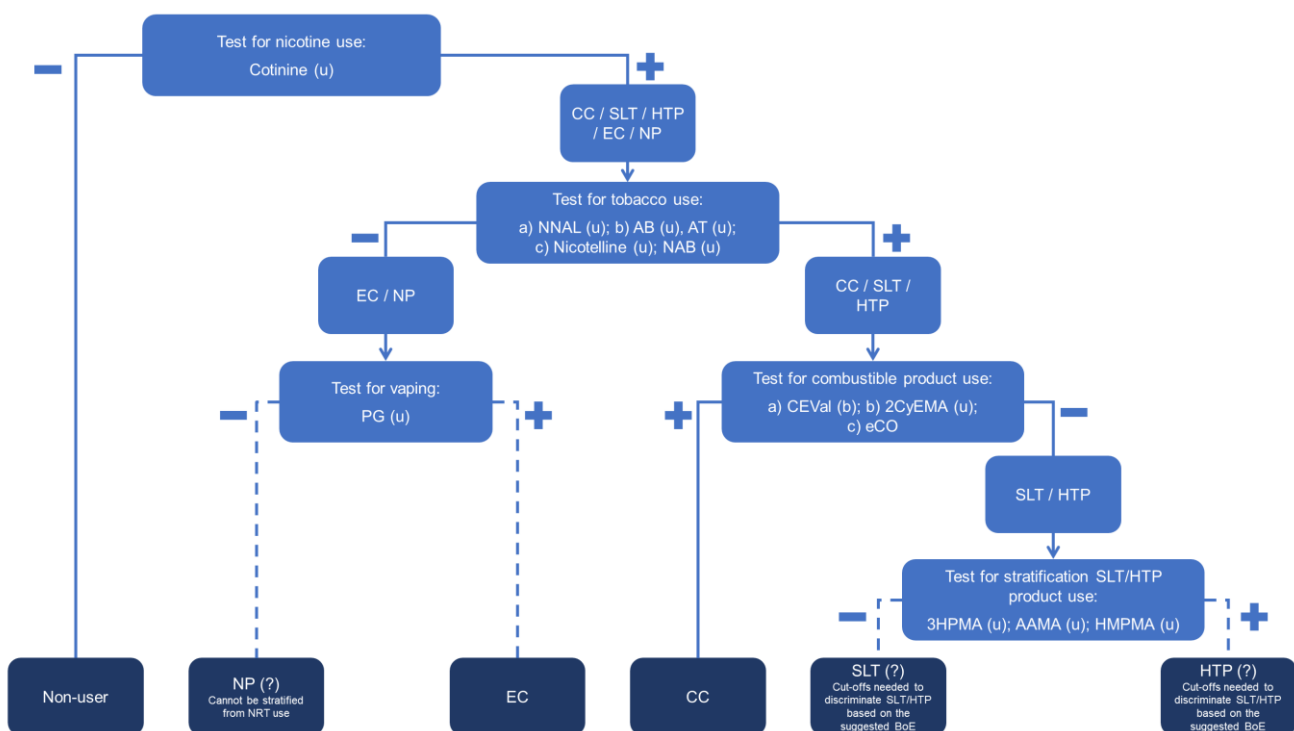 Test for nicotine use:
Cotinine (u)
CC / SLT / HTP
/ EC / NP
Test for tobacco use:
a) NNAL (u); b) AB (u), AT (u);
c) Nicotelline (u); NAB (u)
EC / NP
CC / SLT /
HTP
Test for vaping:
PG (u)
Test for combustible product use:
a) CEVal (b); b) 2CyEMA (u);
c) eCO
SLT / HTP
Test for stratification SLT/HTP
product use:
3HPMA (u); AAMA (u); HMPMA (u)
Non-user
NP (?)
Cannot be stratified
from NRT use
EC
CC
SLT (?)
Cut-offs needed to
discriminate SLT/HTP
based on the
suggested BoE
HTP (?)
Cut-offs needed to
discriminate SLT/HTP
based on the
suggested BoE